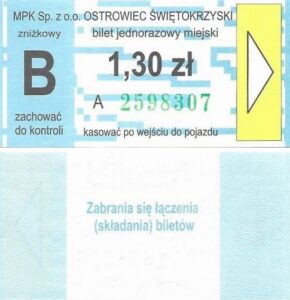 MPK Sp. z o.o. OSTROWIEC ŚWIĘTOKRZYSKI
zniżkowy bilet jednorazowy miejski
B 1,30 zł
A 2598307
zachować
do kontroli kasować po wejściu do pojazdu
Zabrania się łączenia
(składania) biletów